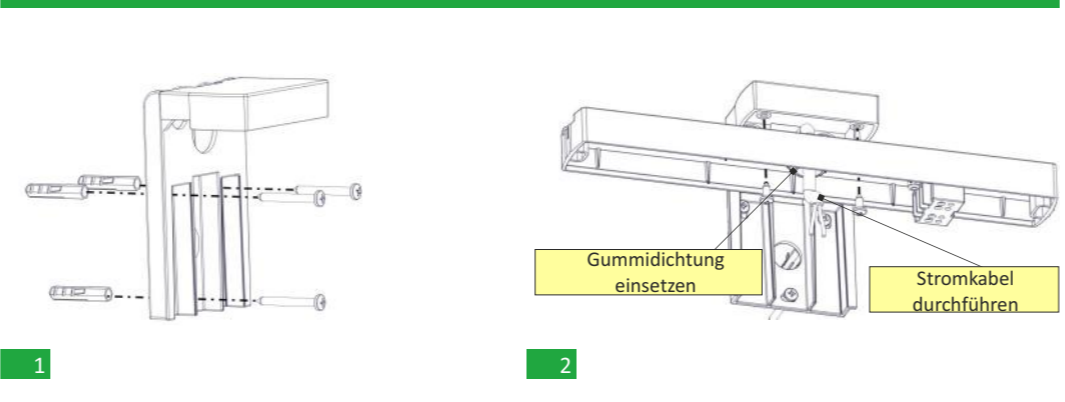 Gummidichtung
einsetzen
Stromkabel
durchführen
1
2